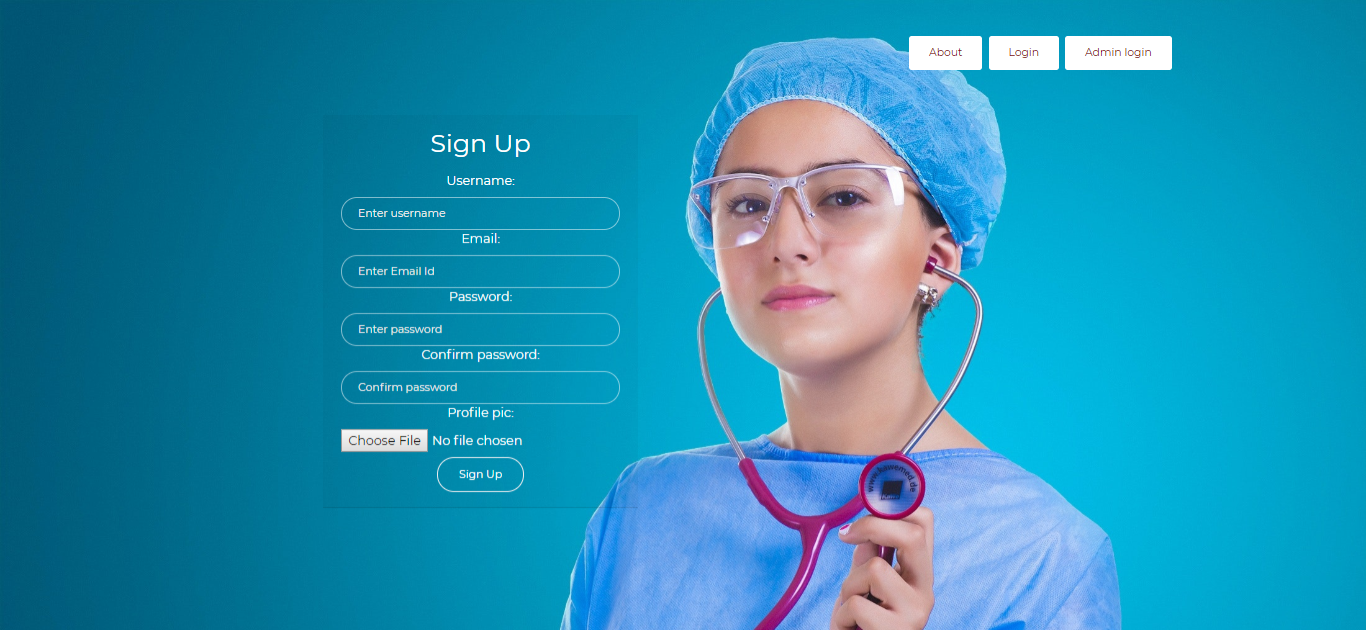 About
Login
Admin login
Sign Up
Username:
Enter username
Email:
Enter Email Id
Password:
Enter password
Confirm password:
Confirm password
Profile pic:
Choose File No file chosen
Sign Up
www.kawemed.de